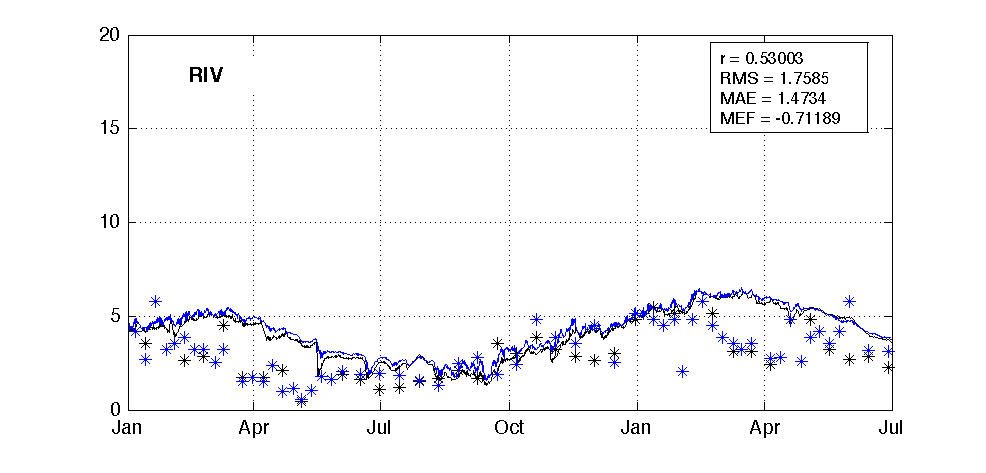 20
RIV
r = 0.53003
RMS = 1.7585
MAE = 1.4734
MEF = -0.71189
15
10
5
0
Jan Apr Jul Oct Jan Apr Jul